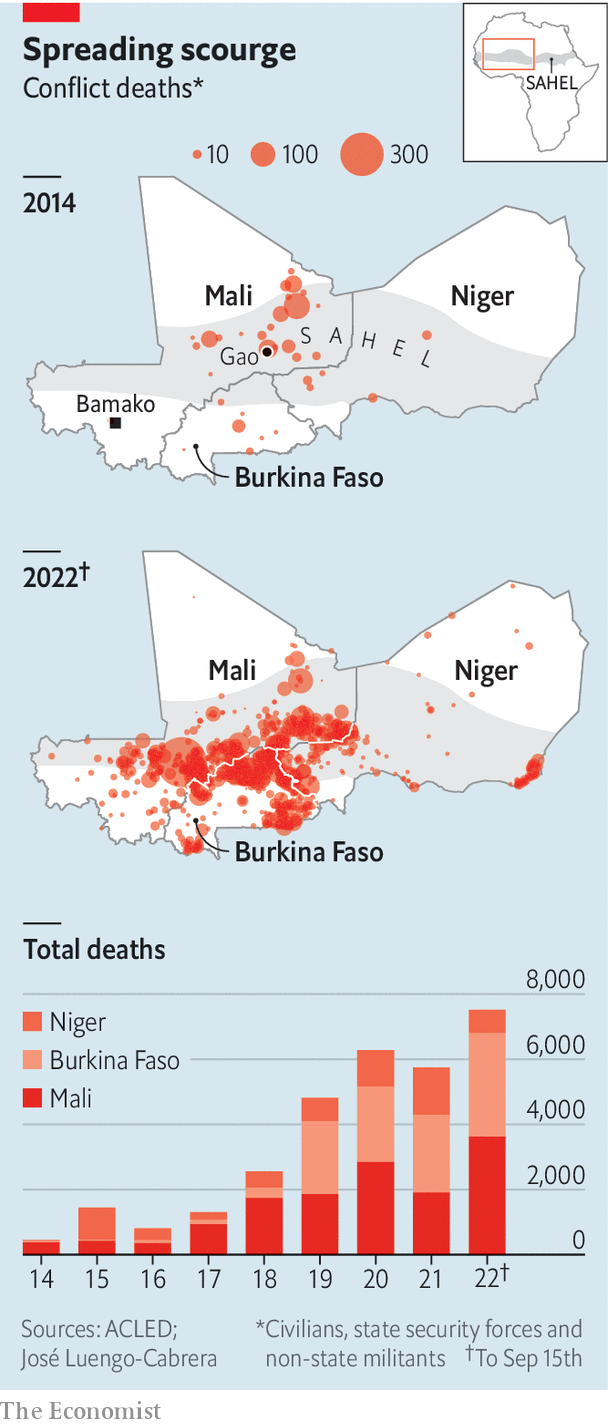 Spreading scourge
Conflict deaths*
SAHEL
10 100 300
2014
Mali
Niger
SAHEL
Gao
Bamako
Burkina Faso
2022†
Mali
Niger
Burkina Faso
Total deaths
8,000
Niger
Burkina Faso
6,000
Mali
4,000
2,000
0
14 15 16 17 18 19 20 21 22†
Sources: ACLED;
José Luengo-Cabrera
*Civilians, state security forces and
non-state militants †To Sep 15th
The Economist